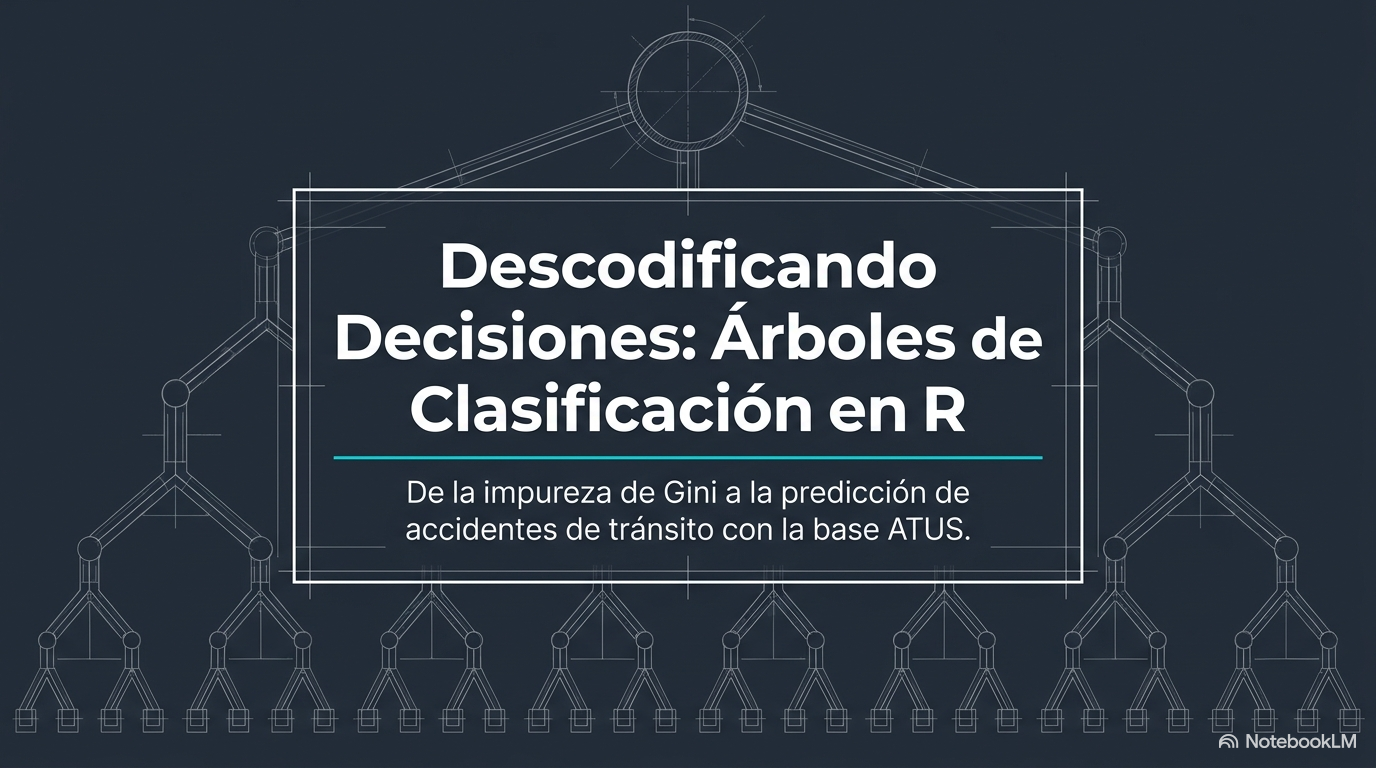 Descodificando
Decisiones: Árboles de
Clasificación en R
De la impureza de Gini a la predicción de
accidentes de tránsito con la base ATUS.
NotebookLM